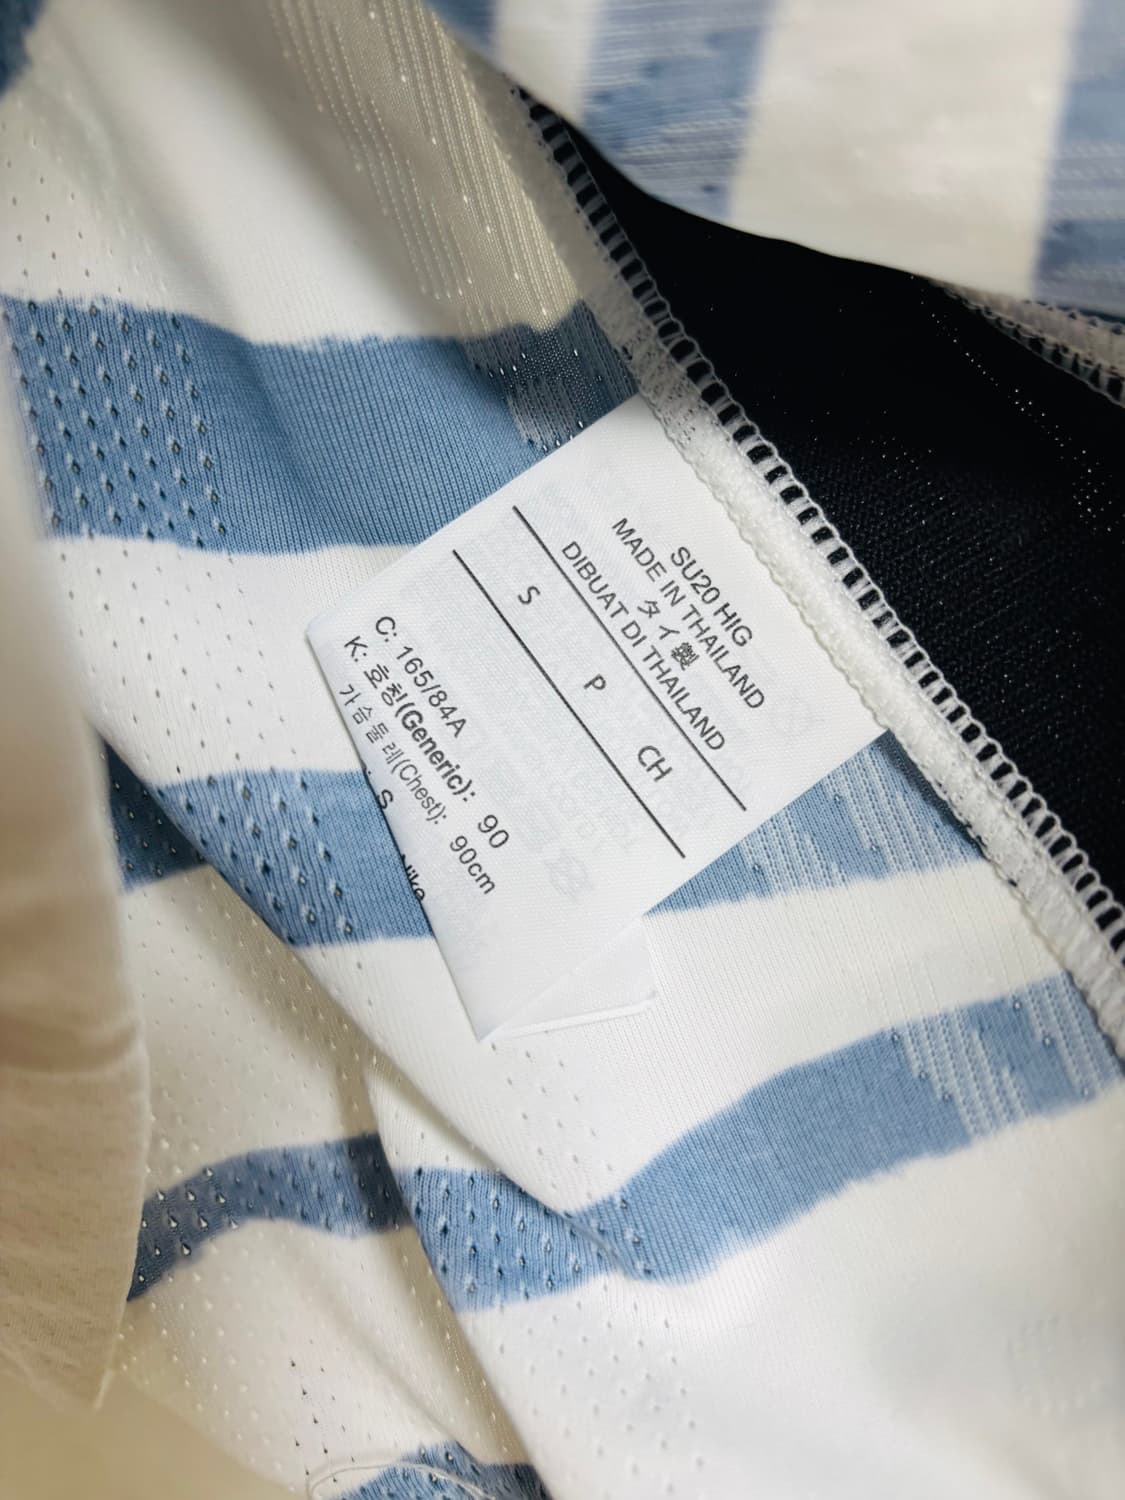 SU20 HIG
MADE IN THAILAND
タイ製
DIBUAT DI THAILAND
S P CH
C: 165/84A
K: 호칭(Generic): 90
가슴둘레(Chest): 90cm
S
Nike